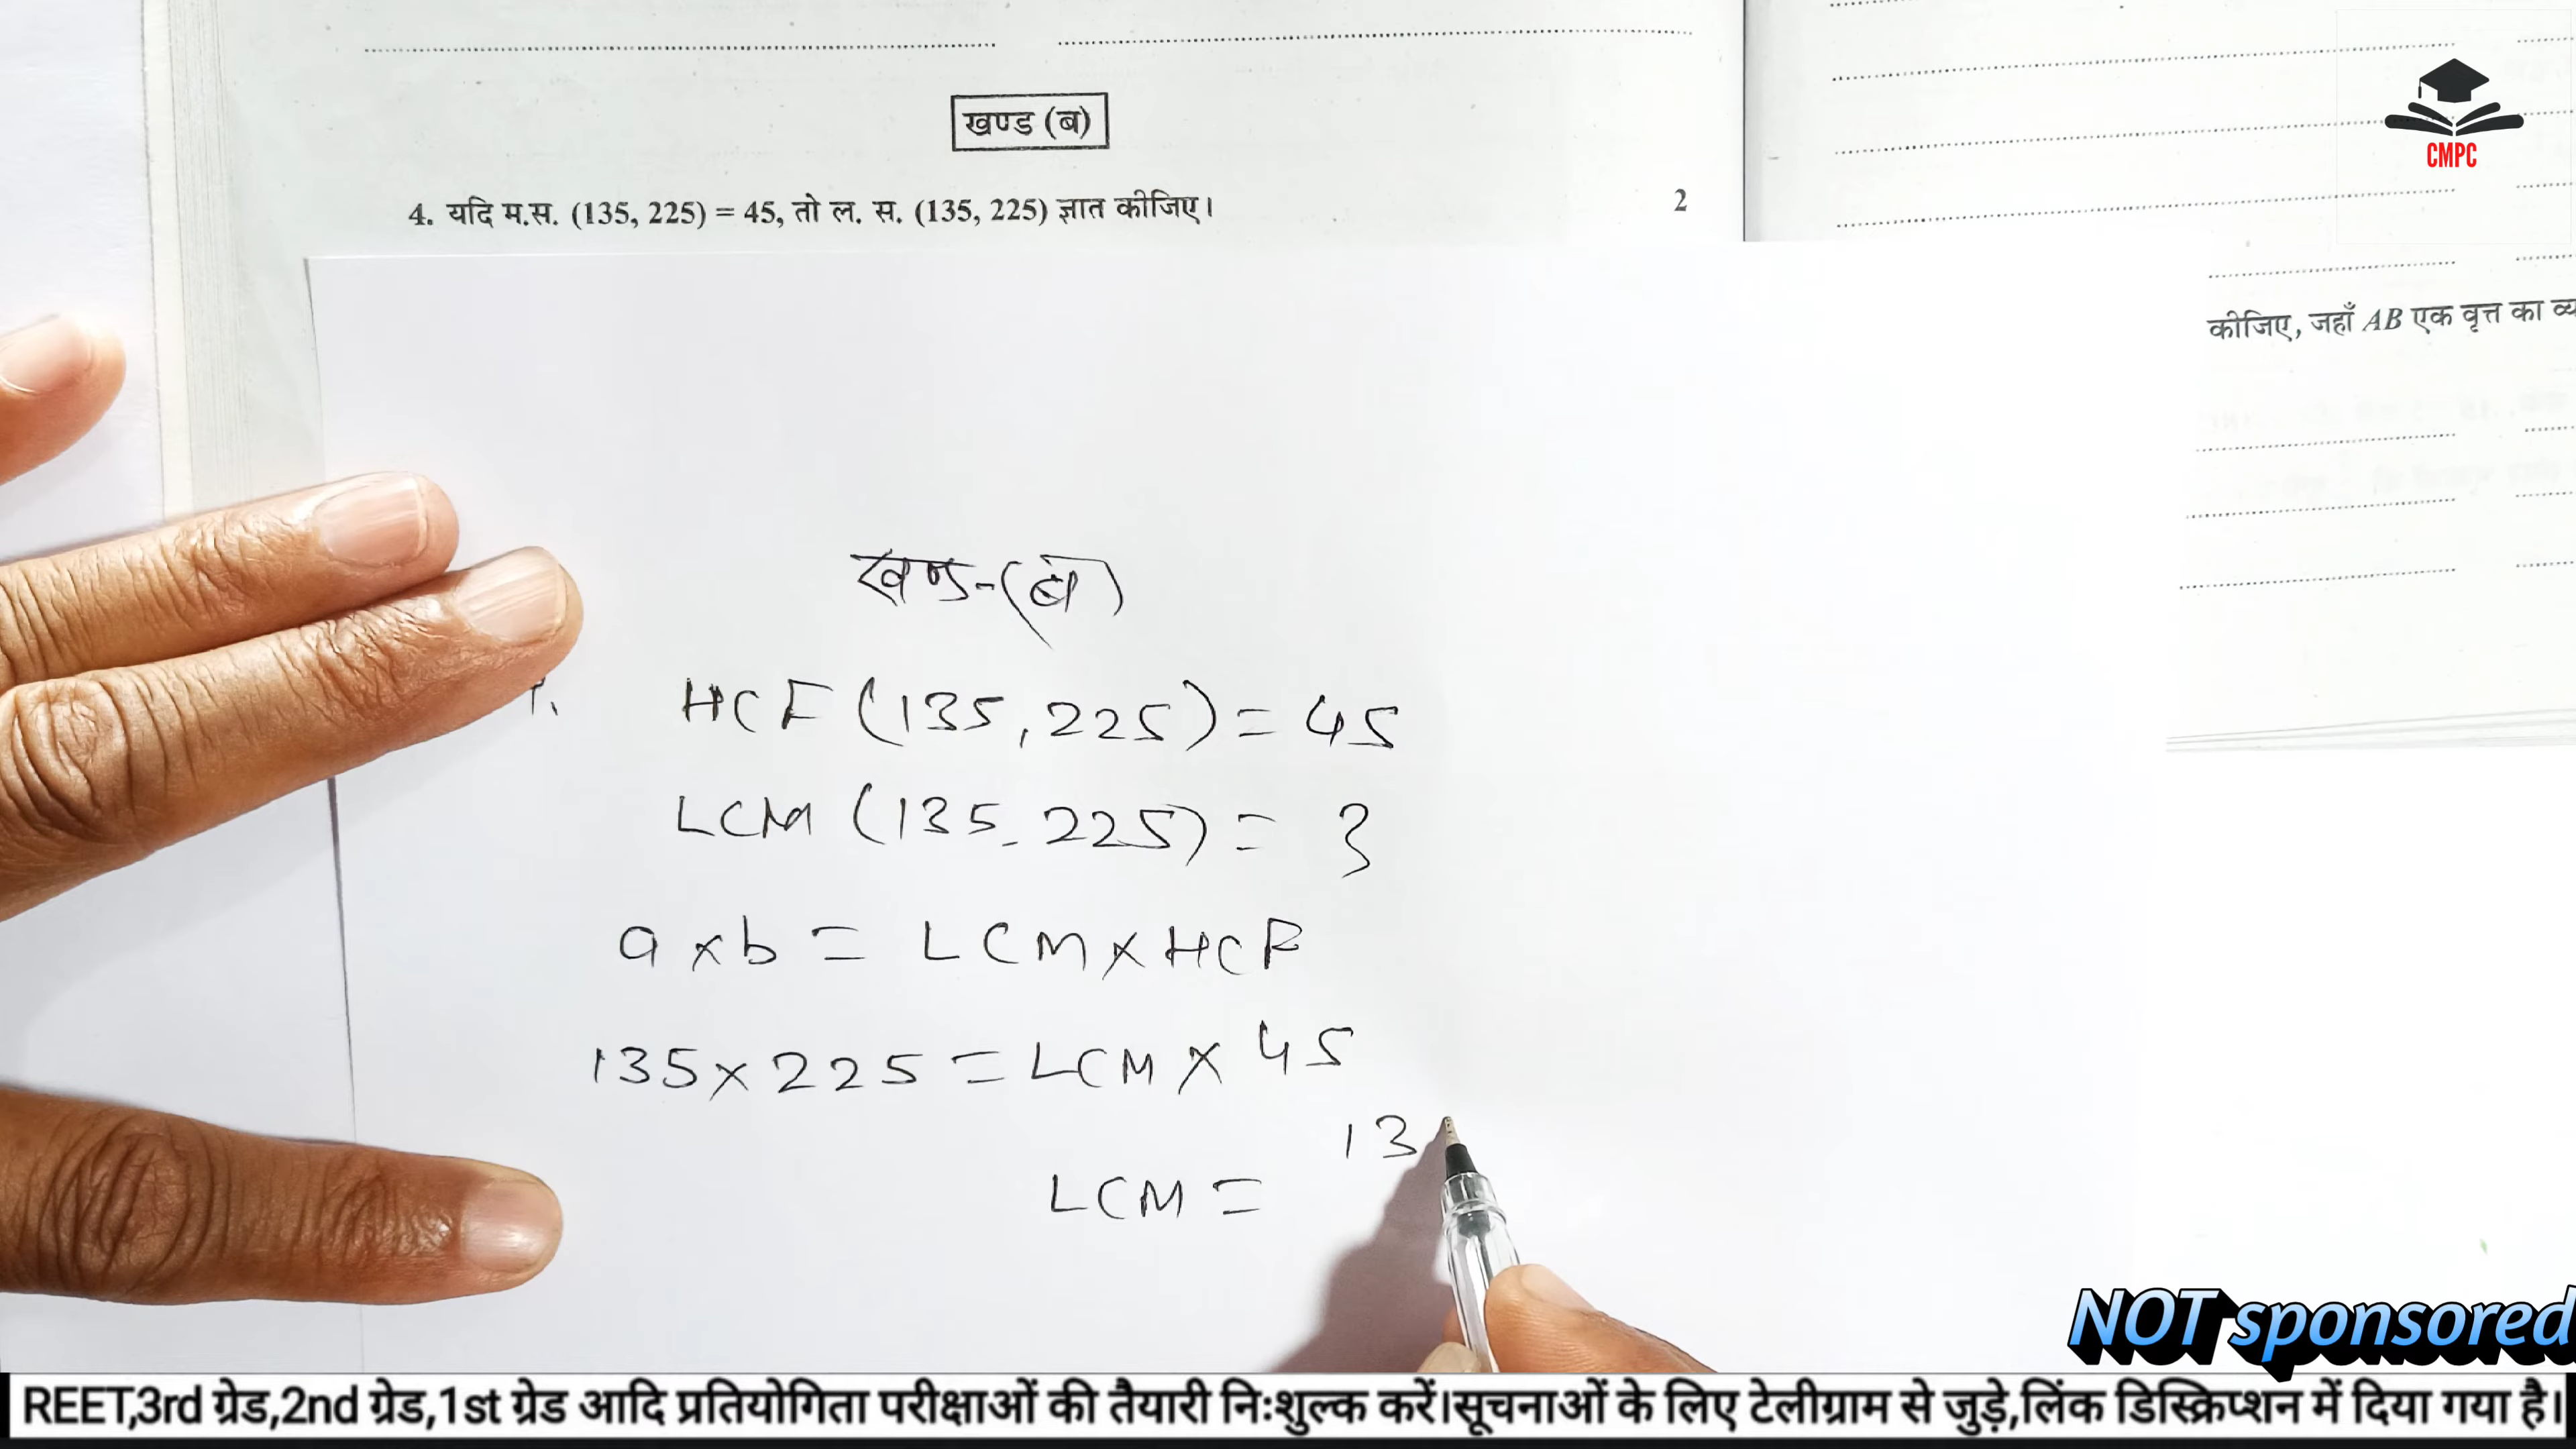 खण्ड (ब)
CMPC
4. यदि म.स. (135, 225) = 45, तो ल. स. (135, 225) ज्ञात कीजिए।
2
कीजिए, जहाँ AB एक वृत्त का
खण्ड-(ब)
HCF (135, 225) = 45
LCM (135, 225) = ?
a × b = LCM × HCF
135 × 225 = LCM × 45
13
LCM =
NOT sponsored
REET,3rd ग्रेड,2nd ग्रेड,1st ग्रेड आदि प्रतियोगिता परीक्षाओं की तैयारी निःशुल्क करें।सूचनाओं के लिए टेलीग्राम से जुड़े,लिंक डिस्क्रिप्शन में दिया गया है।